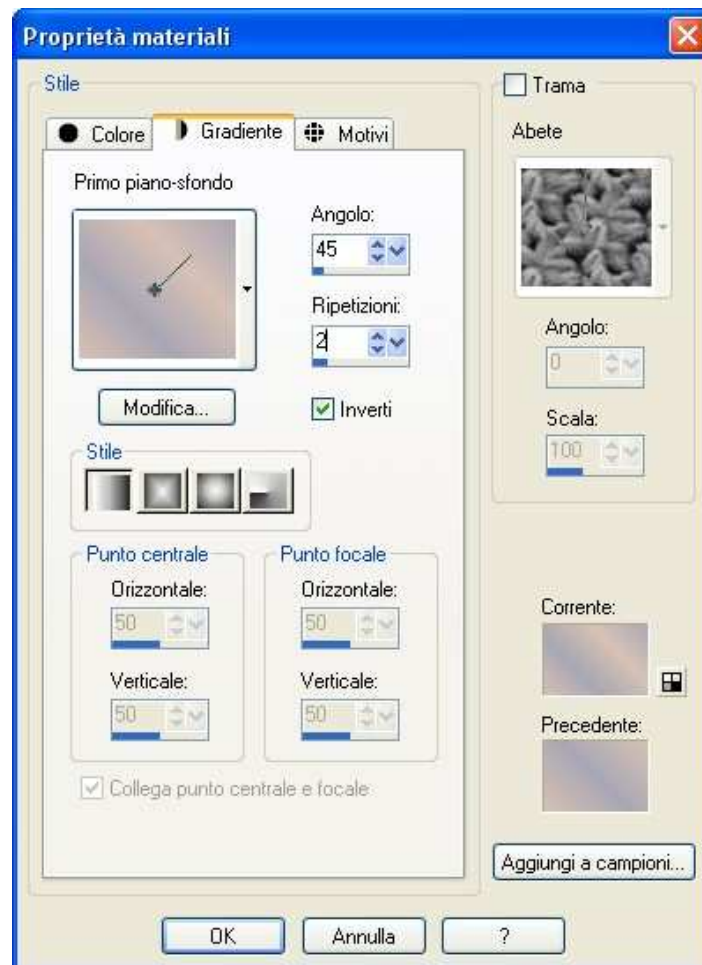 Proprietà materiali
Stile
Colore
Gradiente
Motivi
Primo piano-sfondo
Angolo:
45
Ripetizioni:
2
Modifica...
Inverti
Stile
Punto centrale
Orizzontale:
50
Verticale:
50
Punto focale
Orizzontale:
50
Verticale:
50
Collega punto centrale e focale
Trama
Abete
Angolo:
0
Scala:
100
Corrente:
Precedente:
Aggiungi a campioni...
OK
Annulla
?